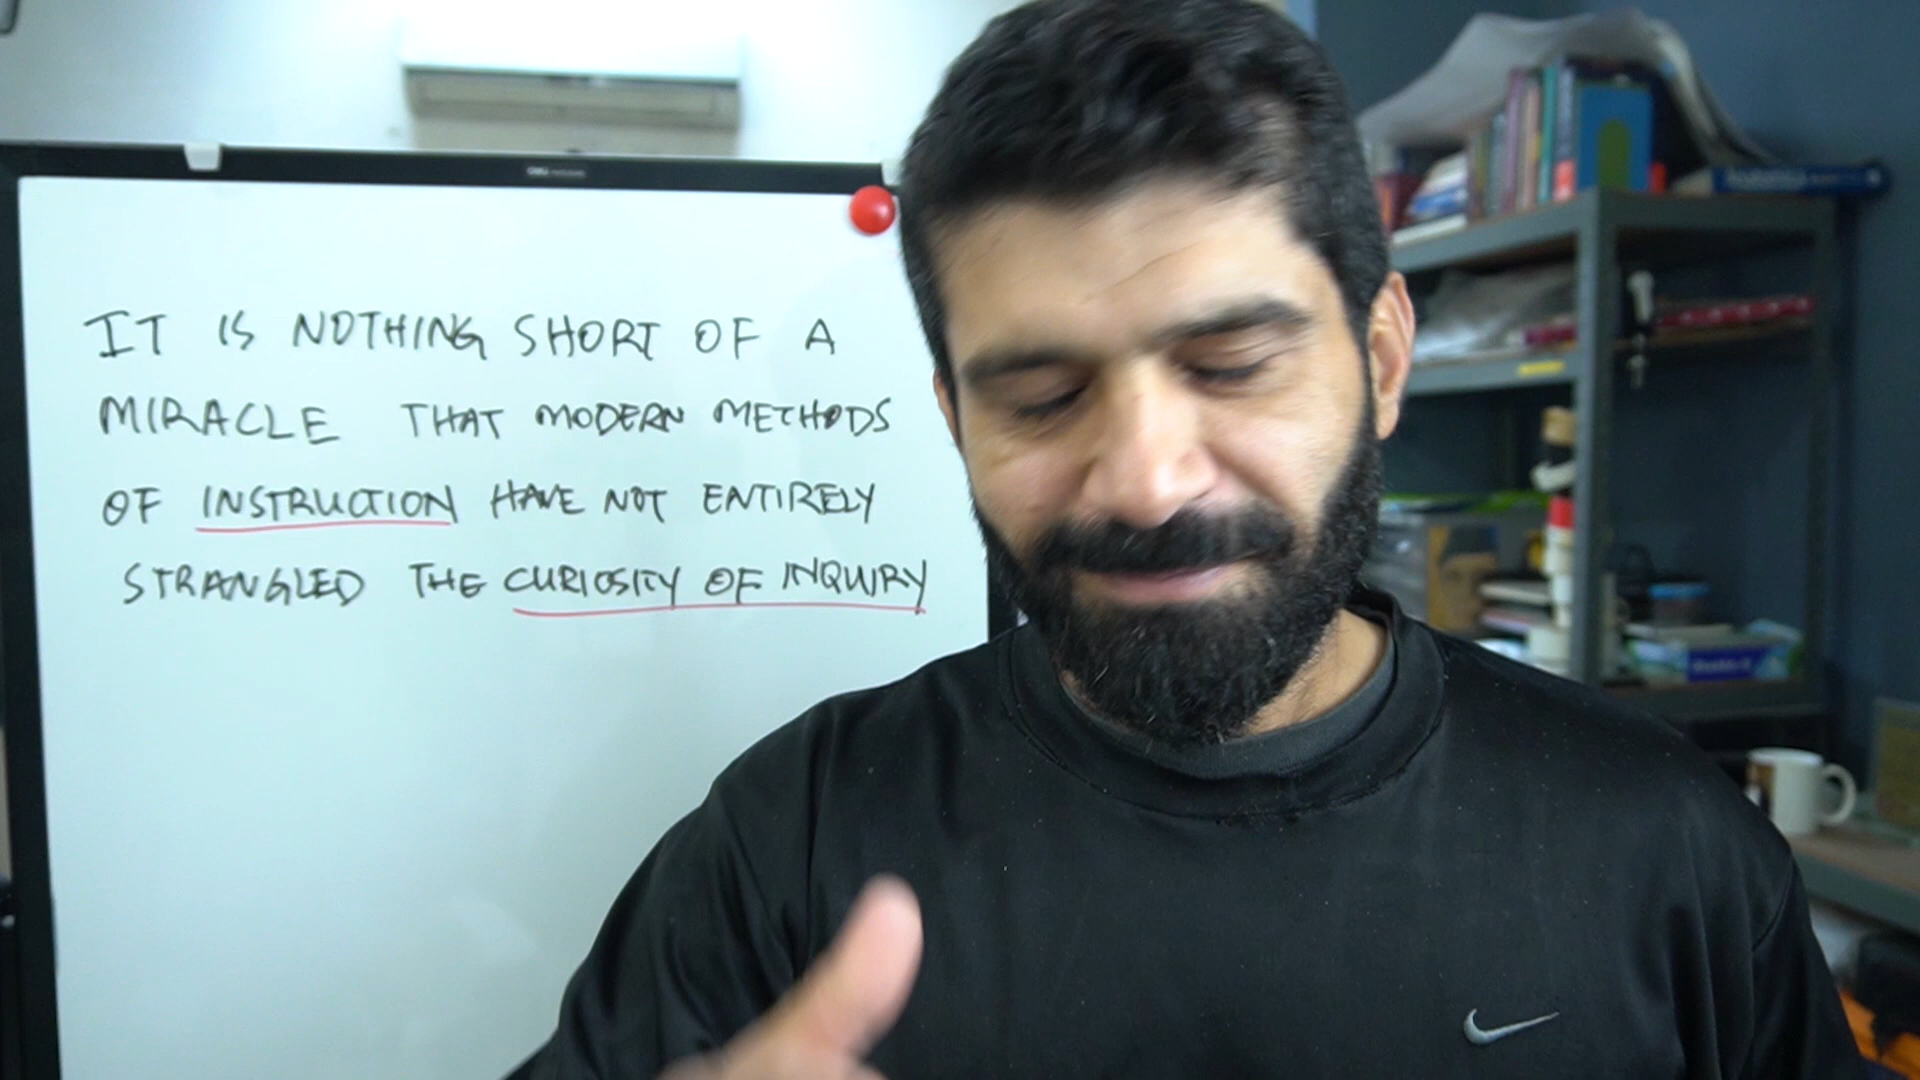 IT IS NOTHING SHORT OF A
MIRACLE THAT MODERN METHODS
OF INSTRUCTION HAVE NOT ENTIRELY
STRANGLED THE CURIOSITY OF INQUIRY